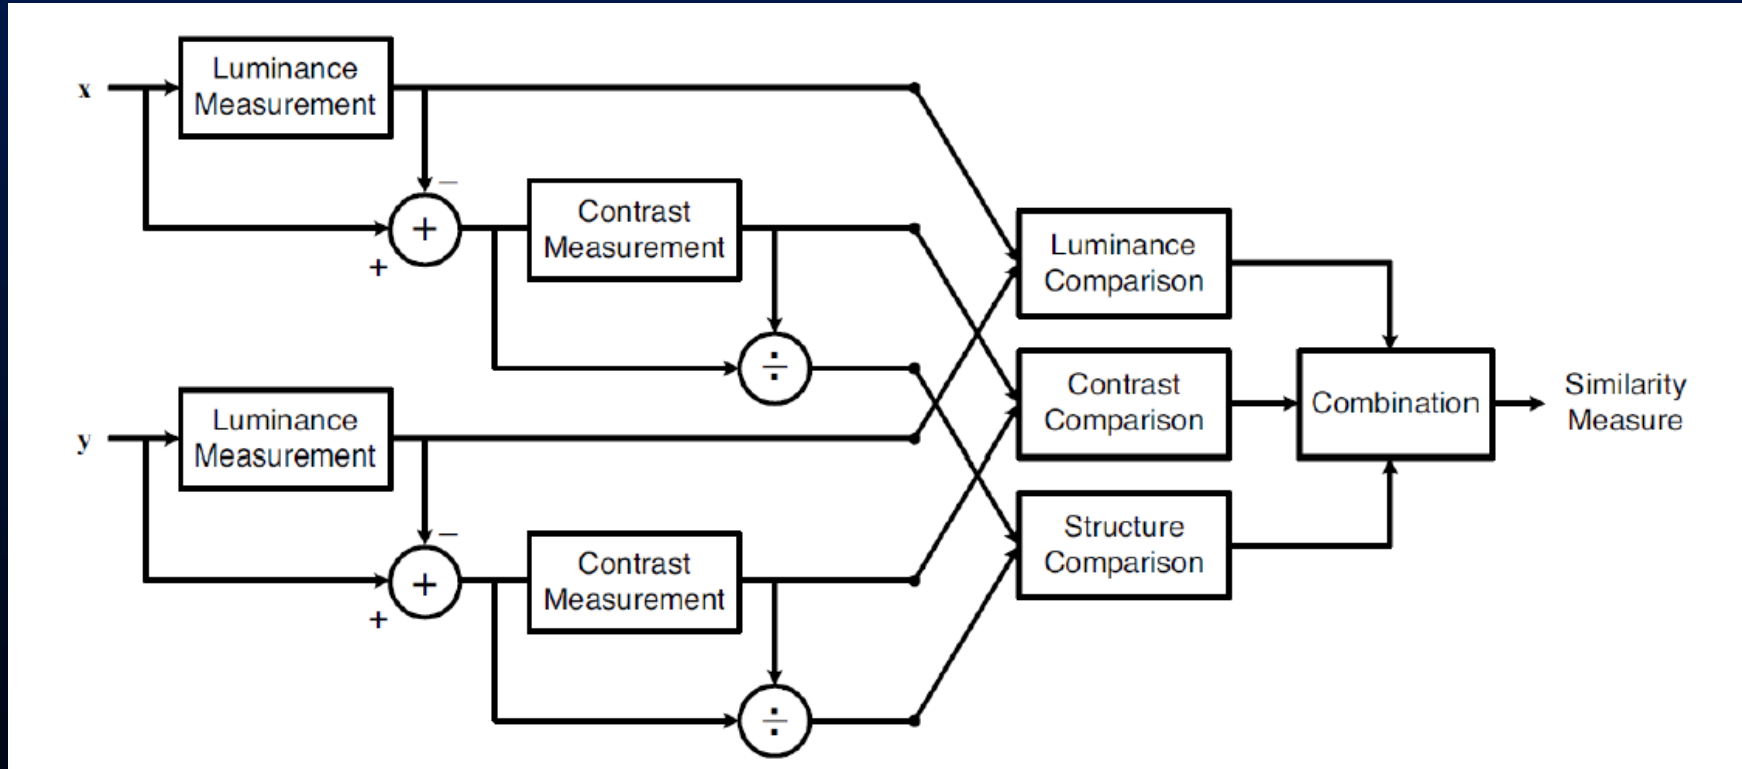 x
Luminance
Measurement
−
+
+
Contrast
Measurement
÷
y
Luminance
Measurement
−
+
+
Contrast
Measurement
÷
Luminance
Comparison
Contrast
Comparison
Structure
Comparison
Combination
Similarity
Measure